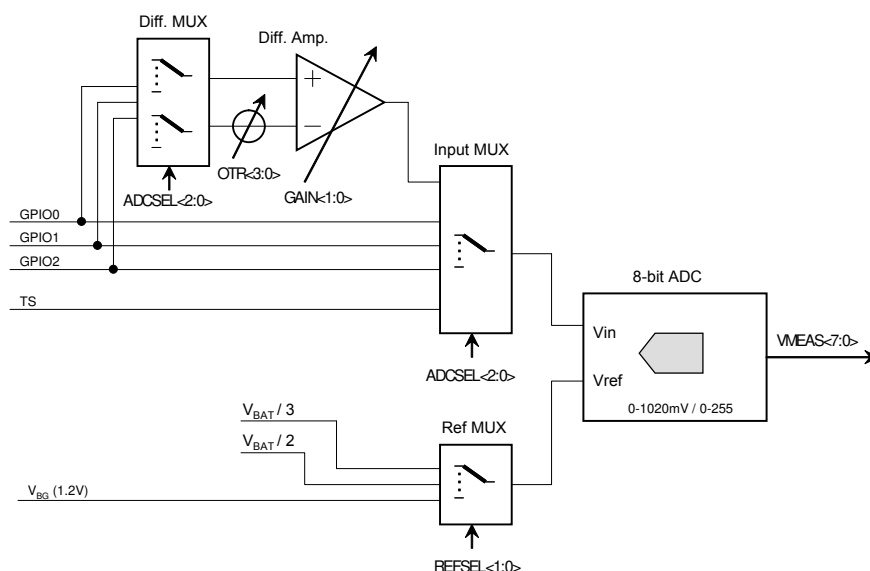 Diff. MUX
Diff. Amp.
+
−
OTR<3:0>
GAIN<1:0>
ADCSEL<2:0>
Input MUX
GPIO0
GPIO1
GPIO2
TS
8-bit ADC
Vin
Vref
0-1020mV / 0-255
VMEAS<7:0>
ADCSEL<2:0>
VBAT / 3
VBAT / 2
Ref MUX
VBG (1.2V)
REFSEL<1:0>